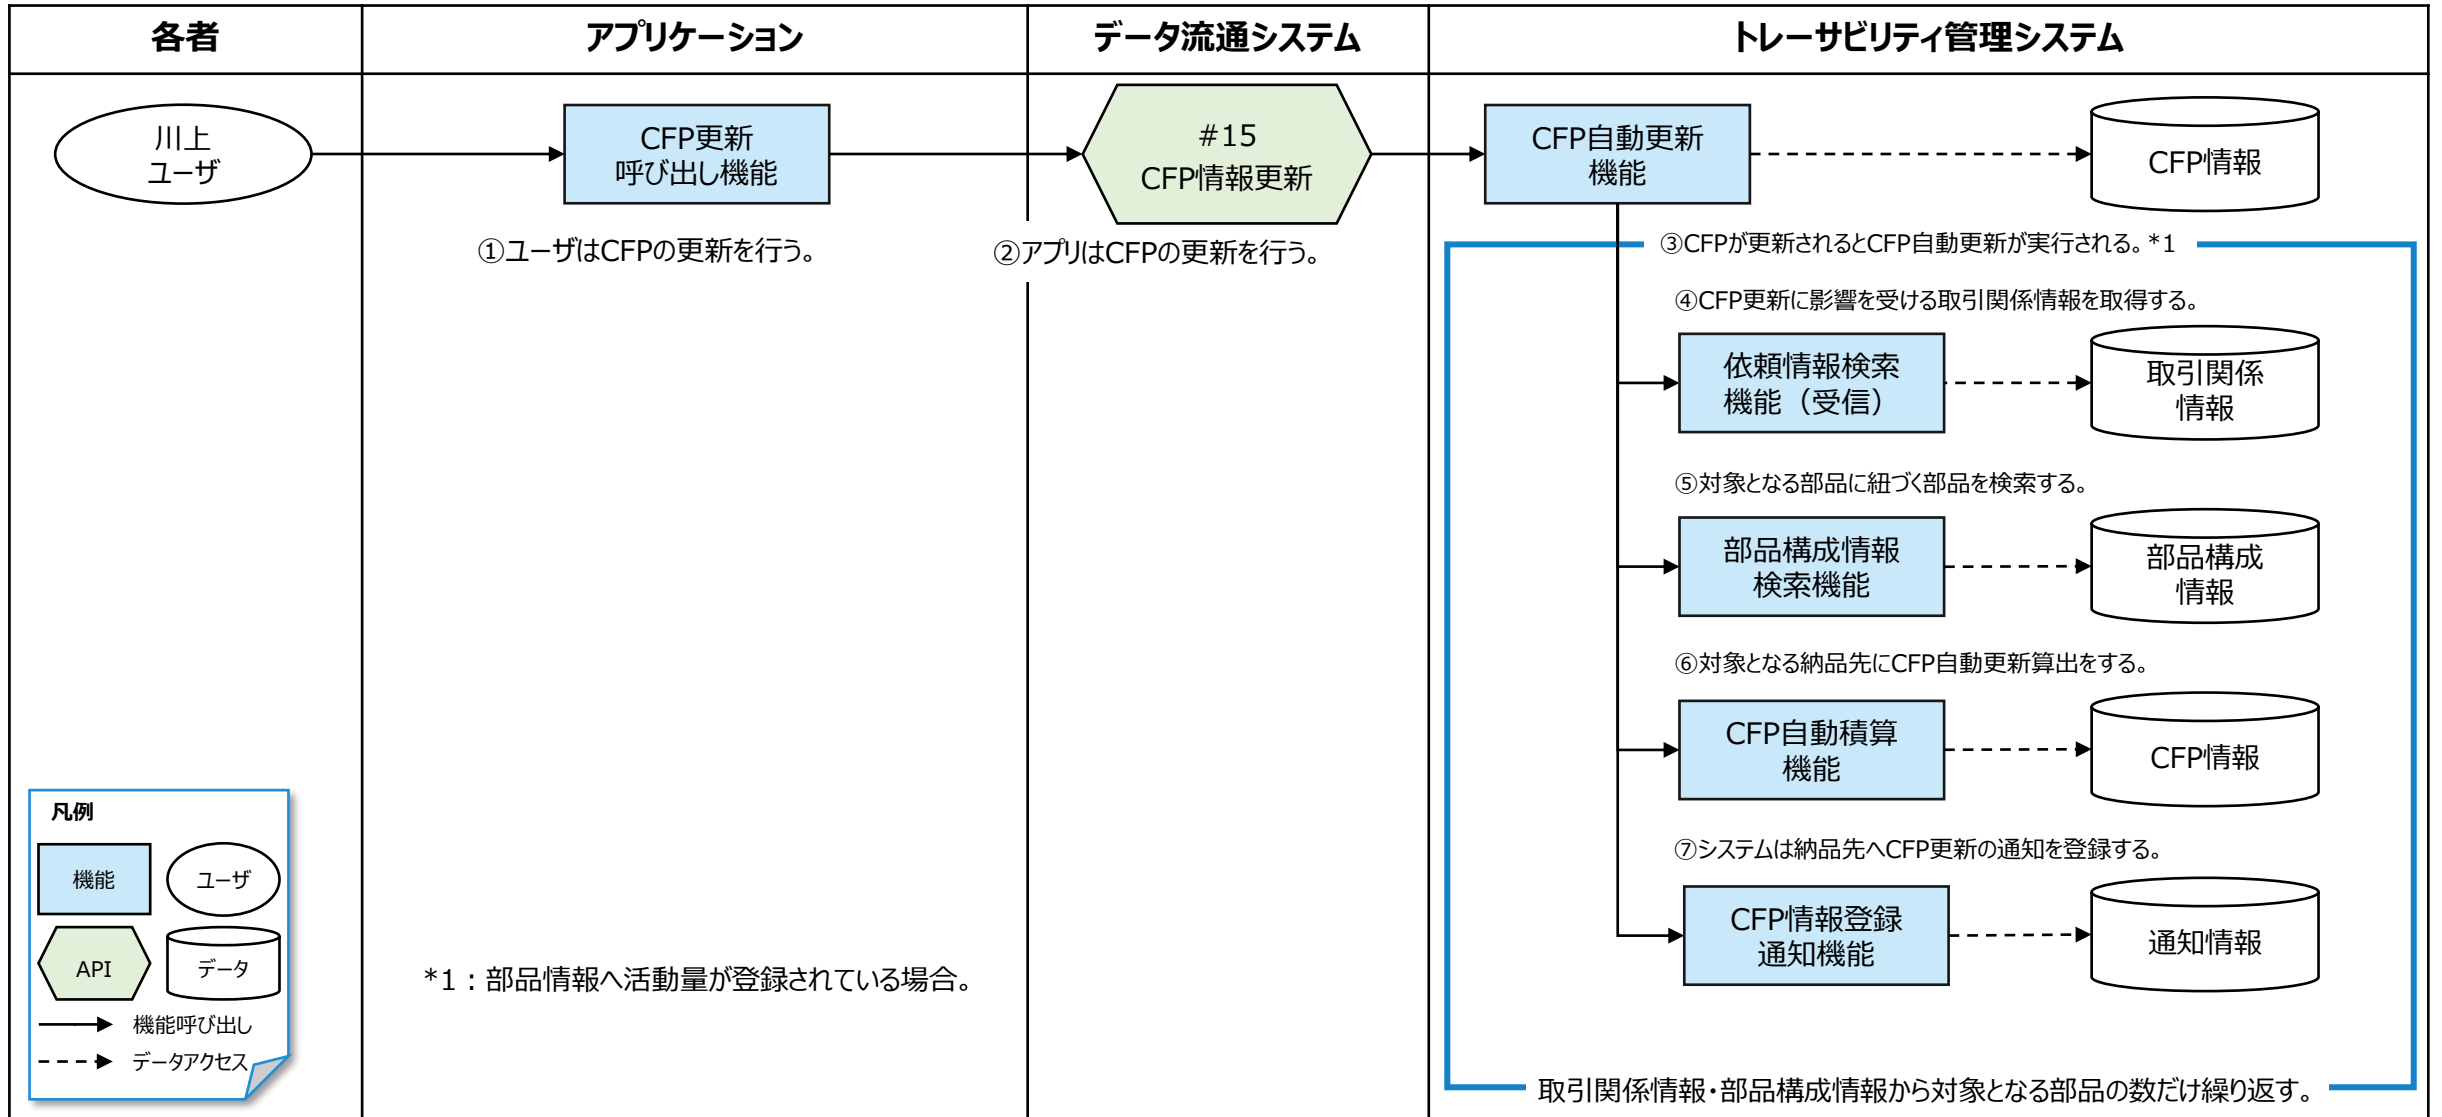 各者
アプリケーション
データ流通システム
トレーサビリティ管理システム
川上
ユーザ
CFP更新
呼び出し機能
#15
CFP情報更新
CFP自動更新
機能
CFP情報
①ユーザはCFPの更新を行う。
②アプリはCFPの更新を行う。
③CFPが更新されるとCFP自動更新が実行される。*1
④CFP更新に影響を受ける取引関係情報を取得する。
依頼情報検索
機能（受信）
取引関係
情報
⑤対象となる部品に紐づく部品を検索する。
部品構成情報
検索機能
部品構成
情報
⑥対象となる納品先にCFP自動更新算出をする。
CFP自動積算
機能
CFP情報
⑦システムは納品先へCFP更新の通知を登録する。
CFP情報登録
通知機能
通知情報
取引関係情報・部品構成情報から対象となる部品の数だけ繰り返す。
*1：部品情報へ活動量が登録されている場合。
凡例
機能
ユーザ
API
データ
機能呼び出し
データアクセス